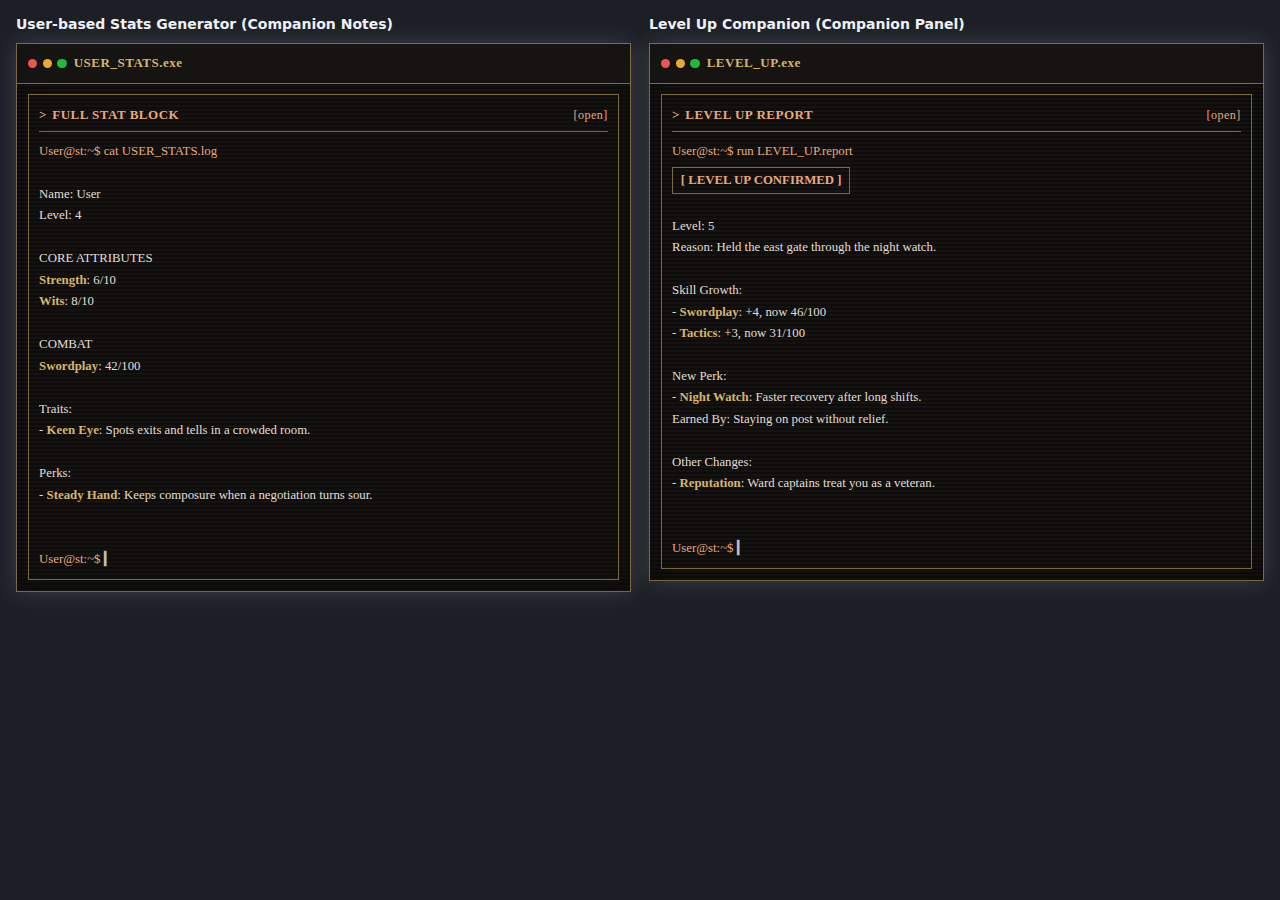 User-based Stats Generator (Companion Notes)
USER_STATS.exe
> FULL STAT BLOCK
[open]
User@st:~$ cat USER_STATS.log
Name: User
Level: 4
CORE ATTRIBUTES
Strength: 6/10
Wits: 8/10
COMBAT
Swordplay: 42/100
Traits:
- Keen Eye: Spots exits and tells in a crowded room.
Perks:
- Steady Hand: Keeps composure when a negotiation turns sour.
User@st:~$
Level Up Companion (Companion Panel)
LEVEL_UP.exe
> LEVEL UP REPORT
[open]
User@st:~$ run LEVEL_UP.report
[ LEVEL UP CONFIRMED ]
Level: 5
Reason: Held the east gate through the night watch.
Skill Growth:
- Swordplay: +4, now 46/100
- Tactics: +3, now 31/100
New Perk:
- Night Watch: Faster recovery after long shifts.
Earned By: Staying on post without relief.
Other Changes:
- Reputation: Ward captains treat you as a veteran.
User@st:~$